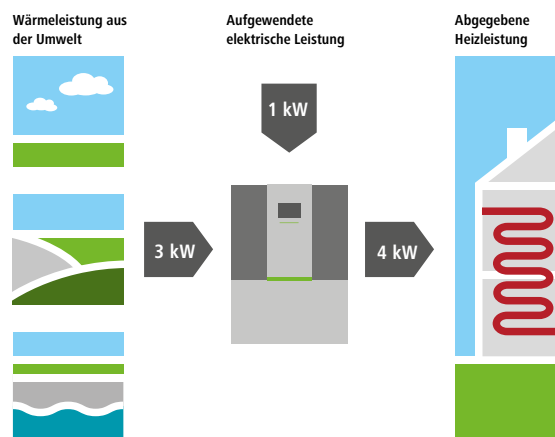 Wärmeleistung aus
der Umwelt
Aufgewendete
elektrische Leistung
Abgegebene
Heizleistung
1 kW
3 kW
4 kW